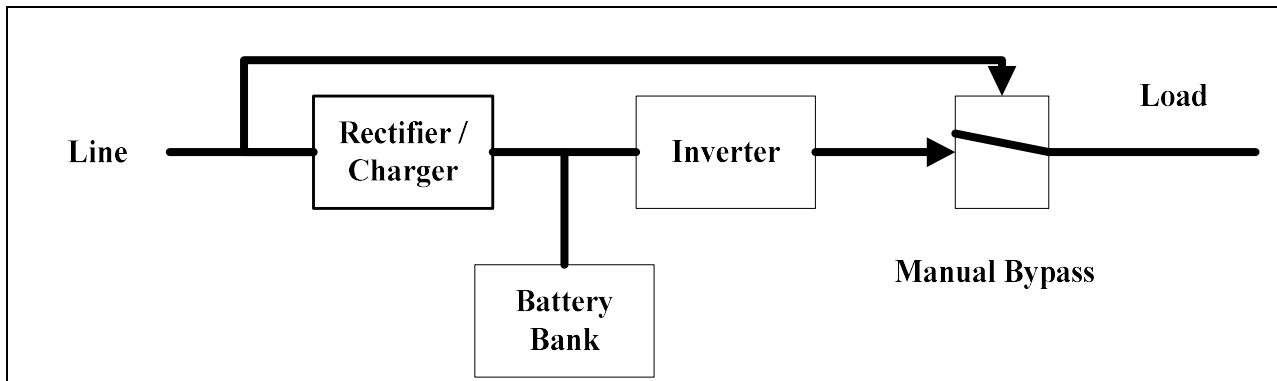 Line
Rectifier /
Charger
Inverter
Load
Battery
Bank
Manual Bypass